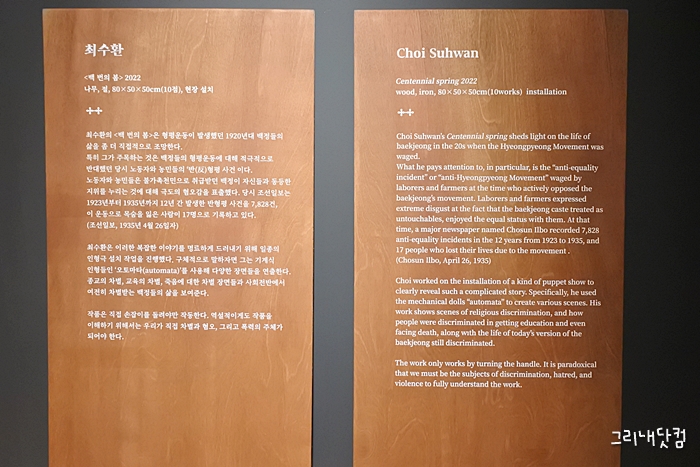 최수환
<백 번의 봄> 2022
나무, 철, 80×50×50cm(10점), 현장 설치
최수환의 <백 번의 봄>은 형평운동이 발생했던 1920년대 백정들의
삶을 좀 더 직접적으로 조망한다.
특히 그가 주목하는 것은 백정들의 형평운동에 대해 적극적으로
반대했던 당시 노동자와 농민들의 '반(反)형평 사건'이다.
노동자와 농민들은 불가촉천민으로 취급받던 백정이 자신들과 동등한
지위를 누리는 것에 대해 극도의 혐오감을 표출했다. 당시 조선일보는
1923년부터 1935년까지 12년 간 발생한 반형평 사건을 7,828건,
이 운동으로 목숨을 잃은 사람이 17명으로 기록하고 있다.
(조선일보, 1935년 4월 26일자)
최수환은 이러한 복잡한 이야기를 명료하게 드러내기 위해 일종의
인형극 설치 작업을 진행했다. 구체적으로 말하자면 그는 기계식
인형들인 '오토마타(automata)'를 사용해 다양한 장면들을 연출한다.
종교의 차별, 교육의 차별, 죽음에 대한 차별 장면들과 사회전반에서
여전히 차별받는 백정들의 삶을 보여준다.
작품은 직접 손잡이를 돌려야만 작동한다. 역설적이게도 작품을
이해하기 위해서는 우리가 직접 차별과 혐오, 그리고 폭력의 주체가
되어야 한다.
Choi Suhwan
Centennial spring 2022
wood, iron, 80×50×50cm(10works) installation
Choi Suhwan's Centennial spring sheds light on the life of
baekjeong in the 20s when the Hyeongpyeong Movement was
waged.
What he pays attention to, in particular, is the "anti-equality
incident" or "anti-Hyeongpyeong Movement" waged by
laborers and farmers at the time who actively opposed the
baekjeong's movement. Laborers and farmers expressed
extreme disgust at the fact that the baekjeong caste treated as
untouchables, enjoyed the equal status with them. At that
time, a major newspaper named Chosun Ilbo recorded 7,828
anti-equality incidents in the 12 years from 1923 to 1935, and
17 people who lost their lives due to the movement .
(Chosun Ilbo, April 26, 1935)
Choi worked on the installation of a kind of puppet show to
clearly reveal such a complicated story. Specifically, he used
the mechanical dolls "automata" to create various scenes. His
work shows scenes of religious discrimination, and how
people were discriminated in getting education and even
facing death, along with the life of today's version of the
baekjeong still discriminated.
The work only works by turning the handle. It is paradoxical
that we must be the subjects of discrimination, hatred, and
violence to fully understand the work.
그리내닷컴